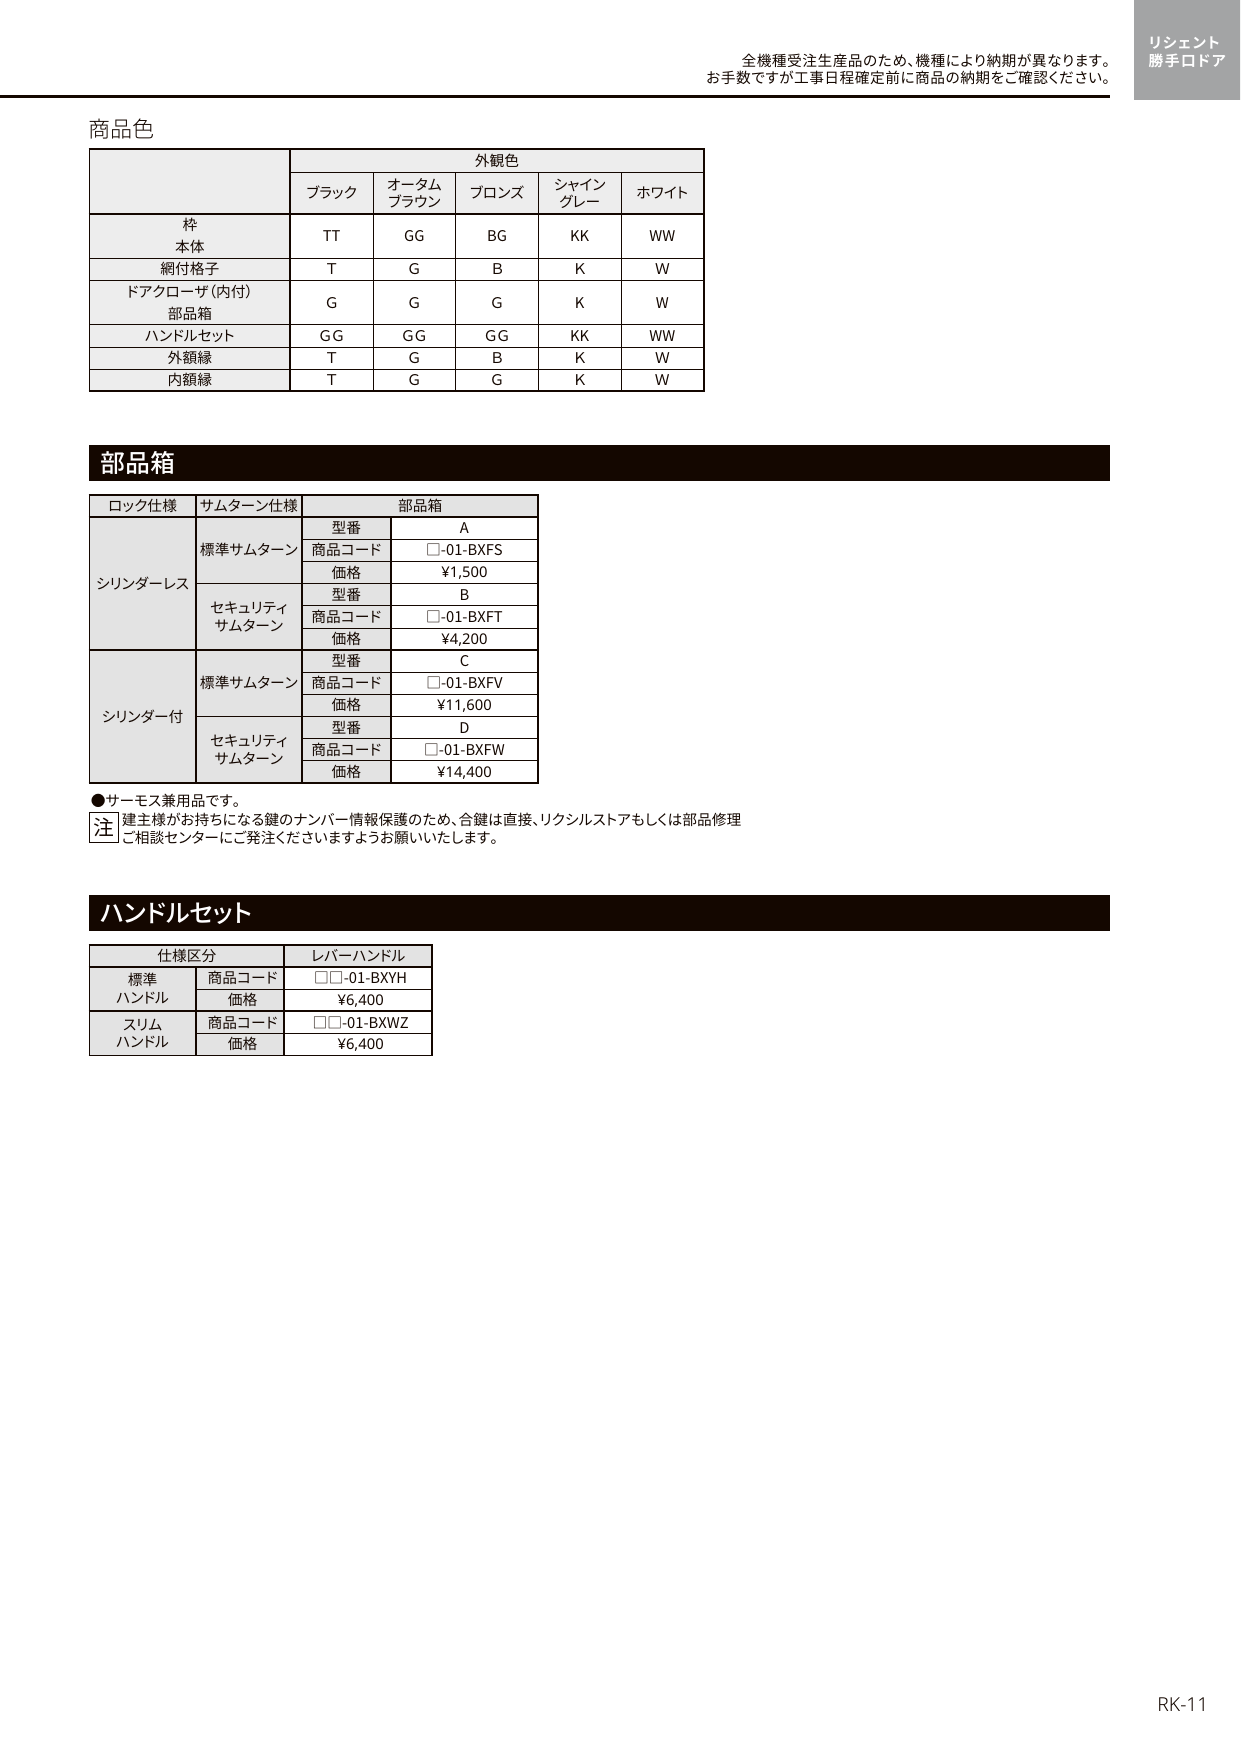 リシェント
勝手口ドア
全機種受注生産品のため、機種により納期が異なります。
お手数ですが工事日程確定前に商品の納期をご確認ください。
商品色
外観色
ブラック オータムブラウン ブロンズ シャイングレー ホワイト
枠 本体 TT GG BG KK WW
網付格子 T G B K W
ドアクローザ(内付) 部品箱 G G G K W
ハンドルセット GG GG GG KK WW
外額縁 T G B K W
内額縁 T G G K W
部品箱
ロック仕様 サムターン仕様 部品箱
シリンダーレス 標準サムターン 型番 A
商品コード □-01-BXFS
価格 ¥1,500
セキュリティサムターン 型番 B
商品コード □-01-BXFT
価格 ¥4,200
シリンダー付 標準サムターン 型番 C
商品コード □-01-BXFV
価格 ¥11,600
セキュリティサムターン 型番 D
商品コード □-01-BXFW
価格 ¥14,400
●サーモス兼用品です。
注 建主様がお持ちになる鍵のナンバー情報保護のため、合鍵は直接、リクシルストアもしくは部品修理
ご相談センターにご発注くださいますようお願いいたします。
ハンドルセット
仕様区分 レバーハンドル
標準ハンドル 商品コード □□-01-BXYH
価格 ¥6,400
スリムハンドル 商品コード □□-01-BXWZ
価格 ¥6,400
RK-11